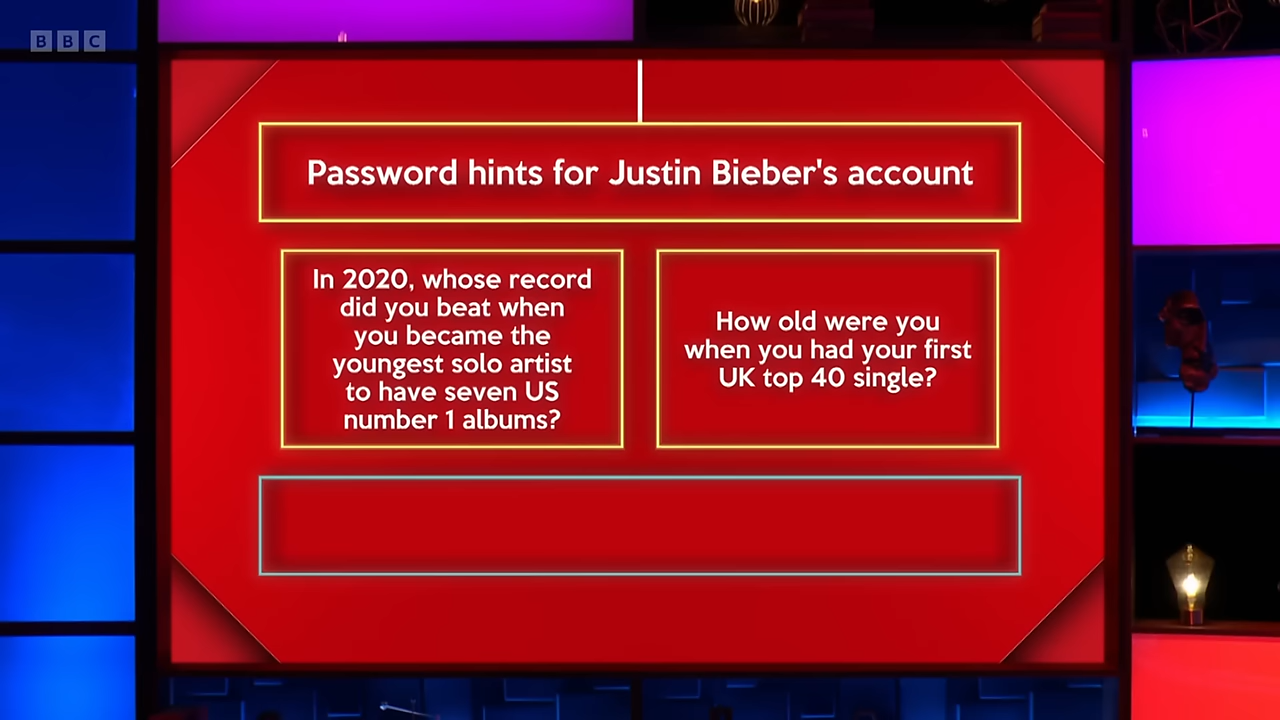 BBC
Password hints for Justin Bieber's account
In 2020, whose record
did you beat when
you became the
youngest solo artist
to have seven US
number 1 albums?
How old were you
when you had your first
UK top 40 single?